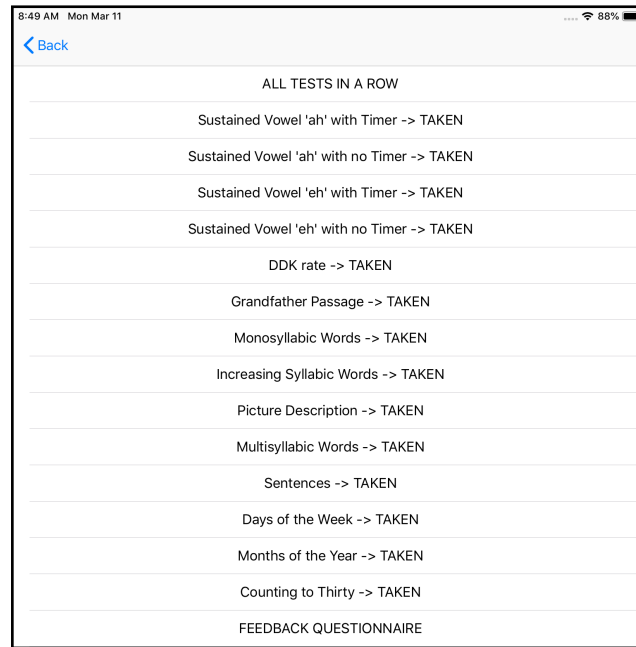 8:49 AM Mon Mar 11 88%
Back
ALL TESTS IN A ROW
Sustained Vowel 'ah' with Timer -> TAKEN
Sustained Vowel 'ah' with no Timer -> TAKEN
Sustained Vowel 'eh' with Timer -> TAKEN
Sustained Vowel 'eh' with no Timer -> TAKEN
DDK rate -> TAKEN
Grandfather Passage -> TAKEN
Monosyllabic Words -> TAKEN
Increasing Syllabic Words -> TAKEN
Picture Description -> TAKEN
Multisyllabic Words -> TAKEN
Sentences -> TAKEN
Days of the Week -> TAKEN
Months of the Year -> TAKEN
Counting to Thirty -> TAKEN
FEEDBACK QUESTIONNAIRE